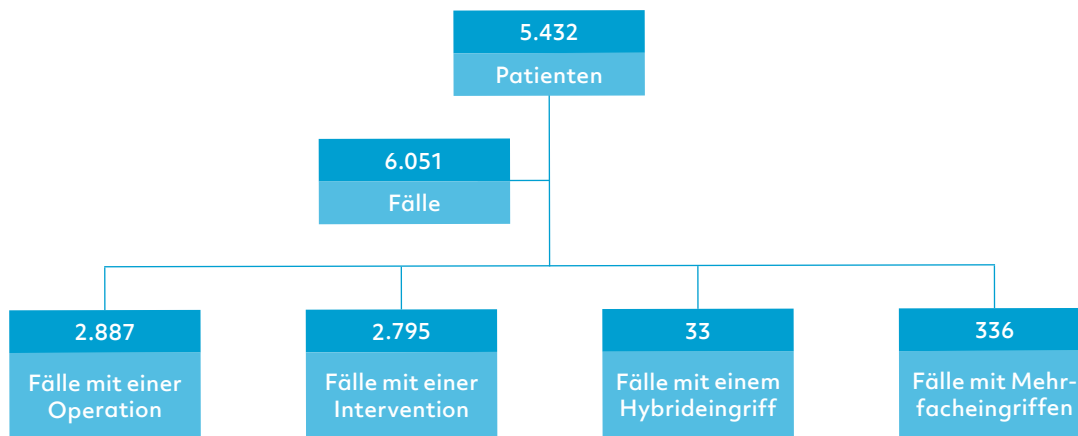 5.432
Patienten
6.051
Fälle
2.887
Fälle mit einer
Operation
2.795
Fälle mit einer
Intervention
33
Fälle mit einem
Hybrideingriff
336
Fälle mit Mehr-
facheingriffen